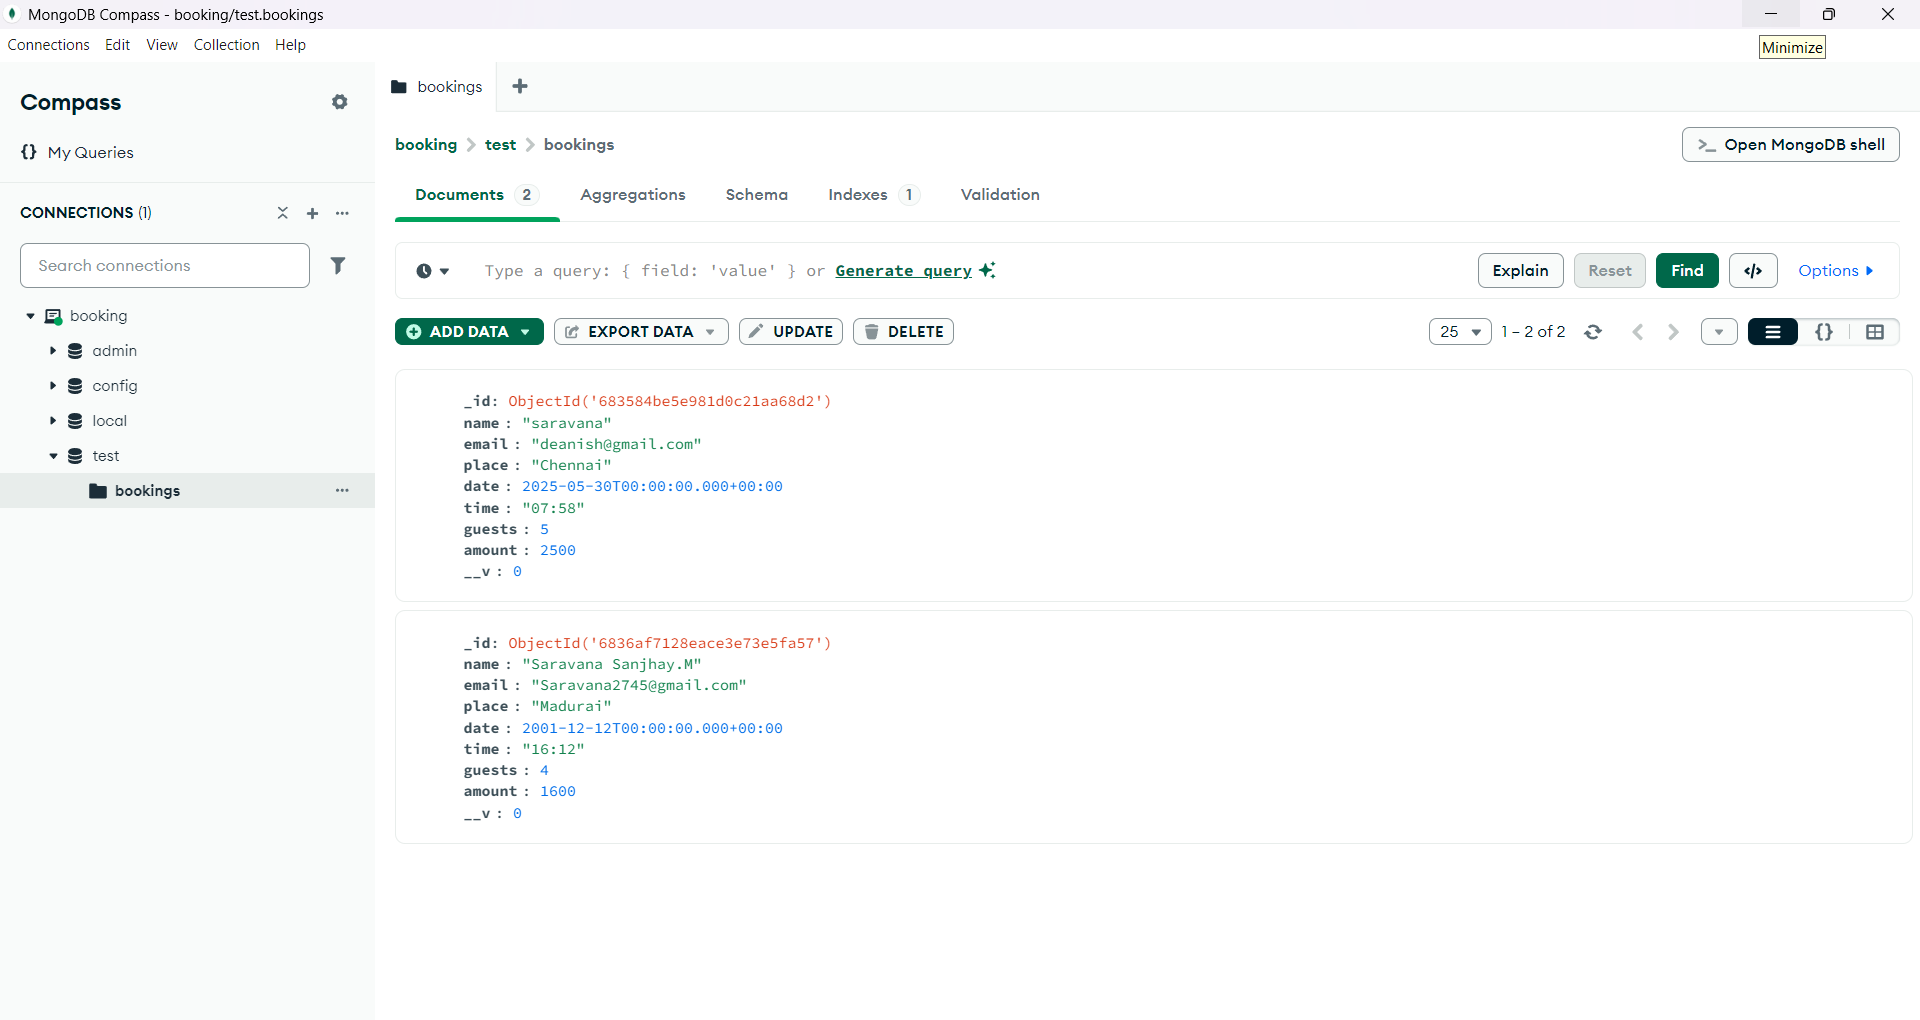 MongoDB Compass - booking/test.bookings
Connections Edit View Collection Help
Minimize
Compass
{} My Queries
CONNECTIONS (1)
Search connections
booking
admin
config
local
test
bookings
bookings
booking > test > bookings
>_ Open MongoDB shell
Documents 2 Aggregations Schema Indexes 1 Validation
Type a query: { field: 'value' } or Generate query
Explain Reset Find </> Options
ADD DATA EXPORT DATA UPDATE DELETE
25 1 – 2 of 2 {}
_id: ObjectId('683584be5e981d0c21aa68d2')
name : "saravana"
email : "deanish@gmail.com"
place : "Chennai"
date : 2025-05-30T00:00:00.000+00:00
time : "07:58"
guests : 5
amount : 2500
__v : 0
_id: ObjectId('6836af7128eace3e73e5fa57')
name : "Saravana Sanjhay.M"
email : "Saravana2745@gmail.com"
place : "Madurai"
date : 2001-12-12T00:00:00.000+00:00
time : "16:12"
guests : 4
amount : 1600
__v : 0